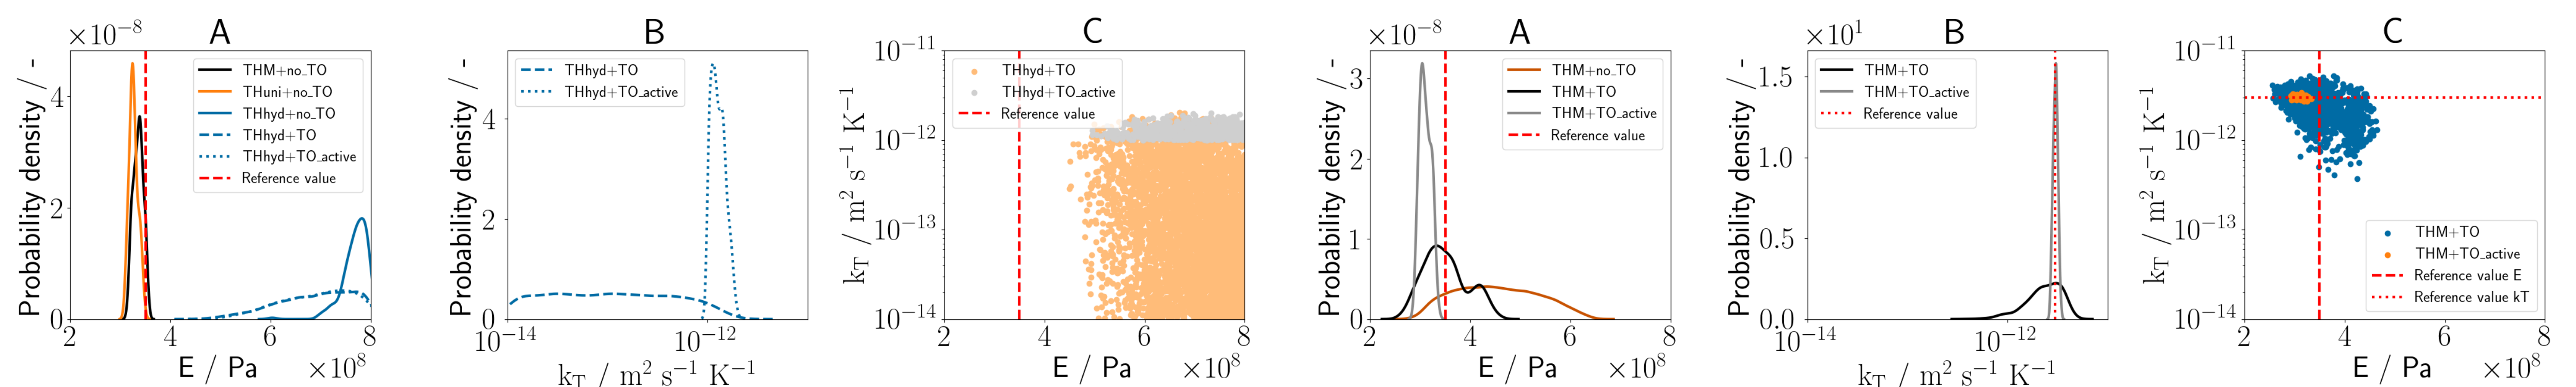 A
×10⁻⁸
Probability density / -
4
2
0
2
4
6
8
E / Pa
×10⁸
THM+no_TO
THuni+no_TO
THhyd+no_TO
THhyd+TO
THhyd+TO_active
Reference value
B
Probability density / -
4
2
0
10⁻¹⁴
10⁻¹²
k_T / m² s⁻¹ K⁻¹
THhyd+TO
THhyd+TO_active
C
k_T / m² s⁻¹ K⁻¹
10⁻¹¹
10⁻¹²
10⁻¹³
10⁻¹⁴
2
4
6
8
E / Pa
×10⁸
THhyd+TO
THhyd+TO_active
Reference value
A
×10⁻⁸
Probability density / -
3
2
1
0
2
4
6
8
E / Pa
×10⁸
THM+no_TO
THM+TO
THM+TO_active
Reference value
B
×10¹
Probability density / -
1.5
1.0
0.5
0.0
10⁻¹⁴
10⁻¹²
k_T / m² s⁻¹ K⁻¹
THM+TO
THM+TO_active
Reference value
C
k_T / m² s⁻¹ K⁻¹
10⁻¹¹
10⁻¹²
10⁻¹³
10⁻¹⁴
2
4
6
8
E / Pa
×10⁸
THM+TO
THM+TO_active
Reference value E
Reference value kT